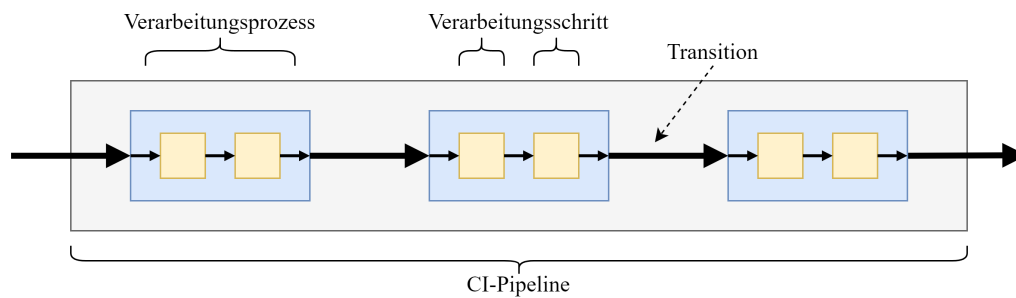 Verarbeitungsprozess
Verarbeitungsschritt
Transition
CI-Pipeline